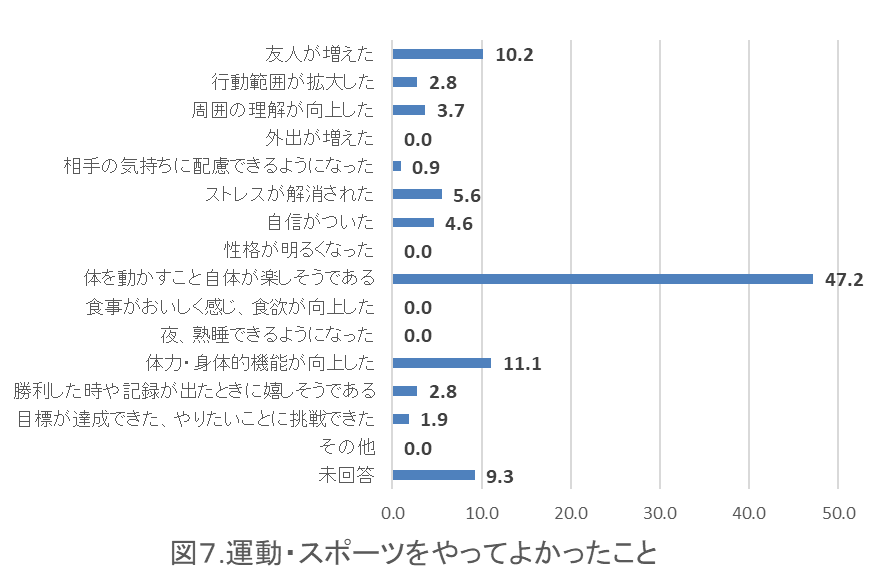 友人が増えた 10.2
行動範囲が拡大した 2.8
周囲の理解が向上した 3.7
外出が増えた 0.0
相手の気持ちに配慮できるようになった 0.9
ストレスが解消された 5.6
自信がついた 4.6
性格が明るくなった 0.0
体を動かすこと自体が楽しそうである 47.2
食事がおいしく感じ、食欲が向上した 0.0
夜、熟睡できるようになった 0.0
体力・身体的機能が向上した 11.1
勝利した時や記録が出たときに嬉しそうである 2.8
目標が達成できた、やりたいことに挑戦できた 1.9
その他 0.0
未回答 9.3
0.0 10.0 20.0 30.0 40.0 50.0
図7.運動・スポーツをやってよかったこと